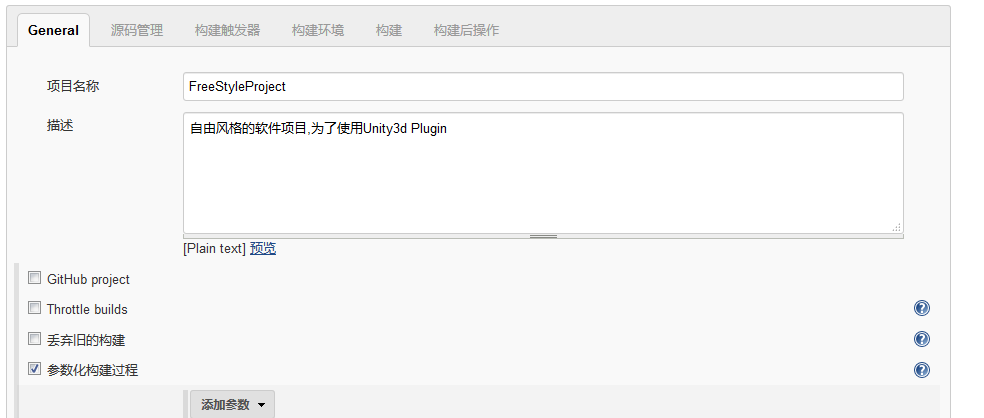 General 源码管理 构建触发器 构建环境 构建 构建后操作
项目名称 FreeStyleProject
描述 自由风格的软件项目,为了使用Unity3d Plugin
[Plain text] 预览
GitHub project
Throttle builds ?
丢弃旧的构建 ?
参数化构建过程 ?
添加参数